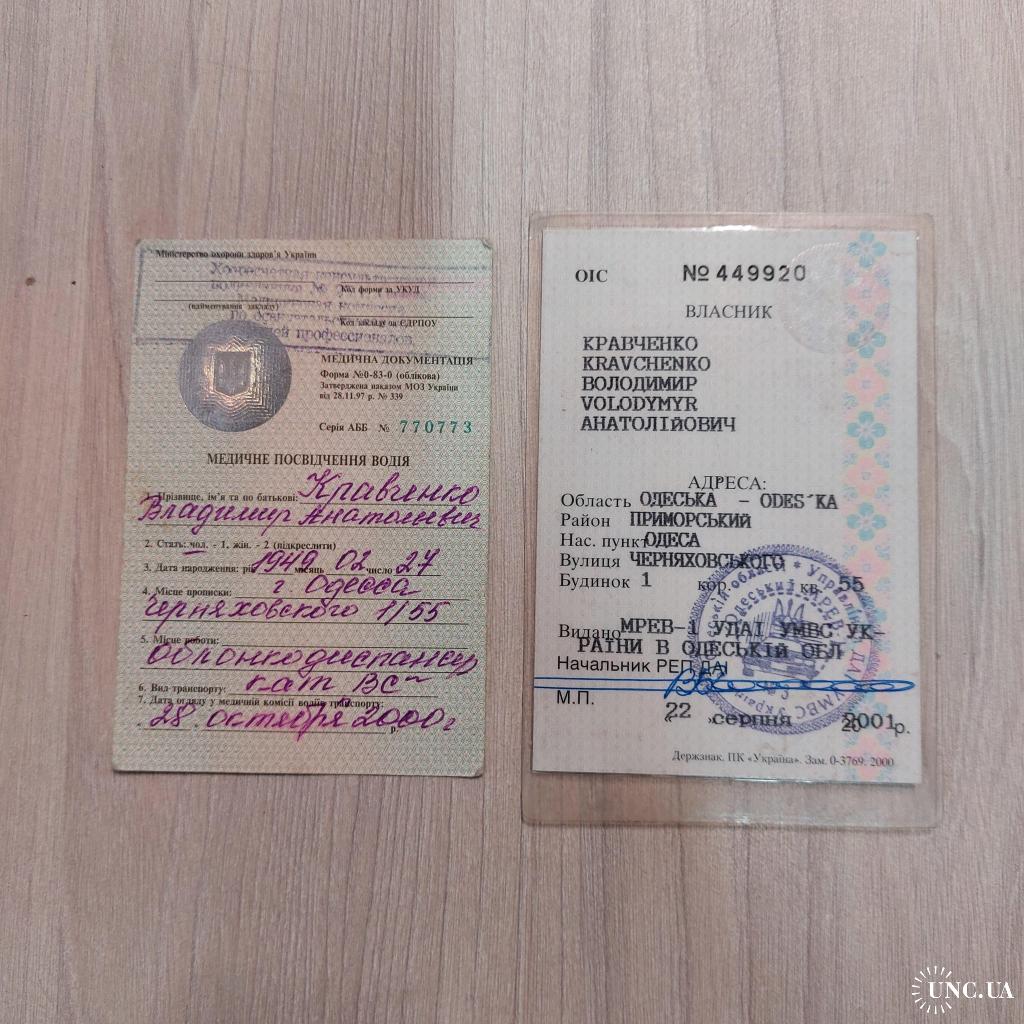 Міністерство охорони здоров'я України
Код форми за УКУД
(найменування закладу)
Код закладу за ЄДРПОУ
профессионалов
МЕДИЧНА ДОКУМЕНТАЦІЯ
Форма №0-83-0 (облікова)
Затверджена наказом МОЗ України
від 28.11.97 р. № 339
Серія АББ № 770773
МЕДИЧНЕ ПОСВІДЧЕННЯ ВОДІЯ
1. Прізвище, ім'я та по батькові: Кравченко
Владимир Анатолиевич
2. Стать: чол. - 1, жін. - 2 (підкреслити)
3. Дата народження: рік 1949 місяць 02 число 27
4. Місце прописки: г Одесса
Черняховского 1/55
5. Місце роботи:
6. Вид транспорту: кат ВС
7. Дата огляду у медичній комісії водіїв транспорту:
28 октября 2000г
р.
ОІС № 449920
ВЛАСНИК
КРАВЧЕНКО
KRAVCHENKO
ВОЛОДИМИР
VOLODYMYR
АНАТОЛІЙОВИЧ
АДРЕСА:
Область ОДЕСЬКА - ODES'KA
Район ПРИМОРСЬКИЙ
Нас. пункт ОДЕСА
Вулиця ЧЕРНЯХОВСЬКОГО
Будинок 1 кор. кв. 55
Видано МРЕВ-1 УДАІ УМВС УК-
РАЇНИ В ОДЕСЬКІЙ ОБЛ
Начальник РЕП ДАІ
М.П.
"22" серпня 2001р.
Держзнак. ПК «Україна». Зам. 0-3769. 2000
UNC.UA